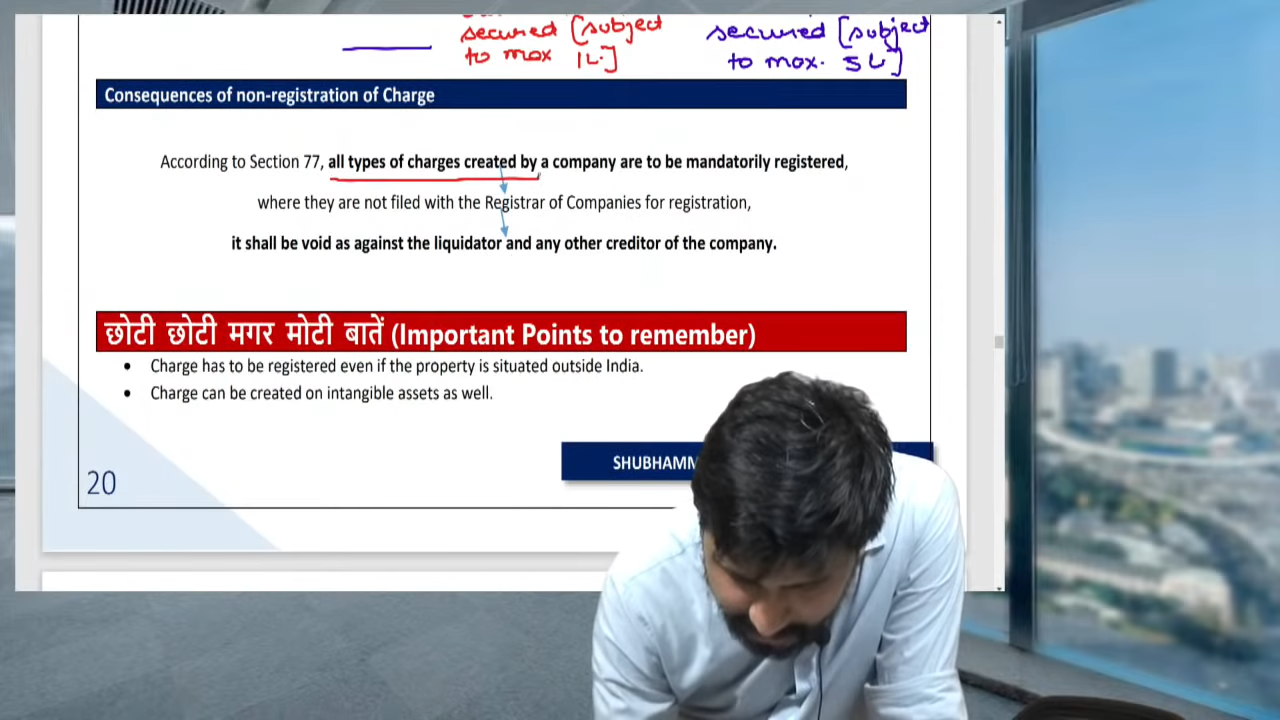 secured [subject
to max 1L.]
secured [subject
to max. 5L]
Consequences of non-registration of Charge
According to Section 77, all types of charges created by a company are to be mandatorily registered,
where they are not filed with the Registrar of Companies for registration,
it shall be void as against the liquidator and any other creditor of the company.
छोटी छोटी मगर मोटी बातें (Important Points to remember)
• Charge has to be registered even if the property is situated outside India.
• Charge can be created on intangible assets as well.
20